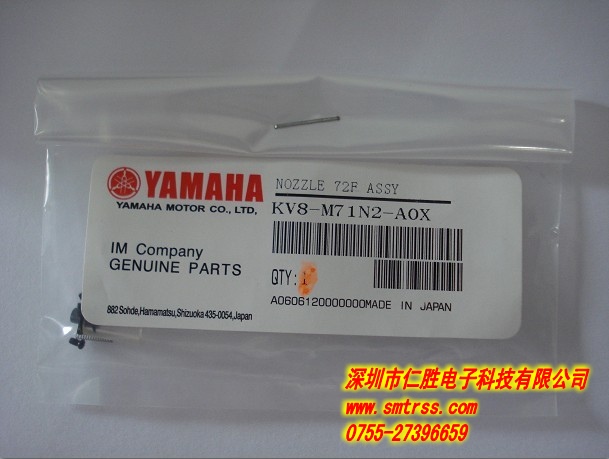 YAMAHA
YAMAHA MOTOR CO., LTD,
IM Company
GENUINE PARTS
882 Sohde,Hamamatsu,Shizuoka 435-0054,Japan
NOZZLE 72F ASSY
KV8-M71N2-A0X
QTY:1
A0606120000000MADE IN JAPAN
深圳市仁胜电子科技有限公司
www.smtrss.com
0755-27396659